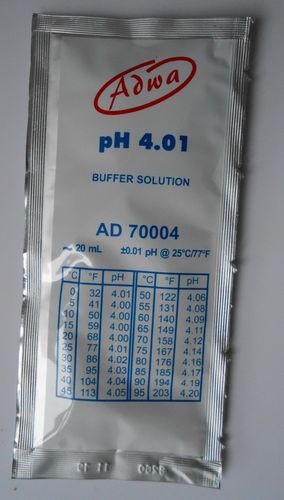 Adwa
pH 4.01
BUFFER SOLUTION
AD 70004
~ 20 mL ±0.01 pH @ 25°C/77°F
°C °F pH °C °F pH
0 32 4.01 50 122 4.06
5 41 4.00 55 131 4.08
10 50 4.00 60 140 4.09
15 59 4.00 65 149 4.11
20 68 4.00 70 158 4.12
25 77 4.01 75 167 4.14
30 86 4.02 80 176 4.16
35 95 4.03 85 185 4.17
40 104 4.04 90 194 4.19
45 113 4.05 95 203 4.20